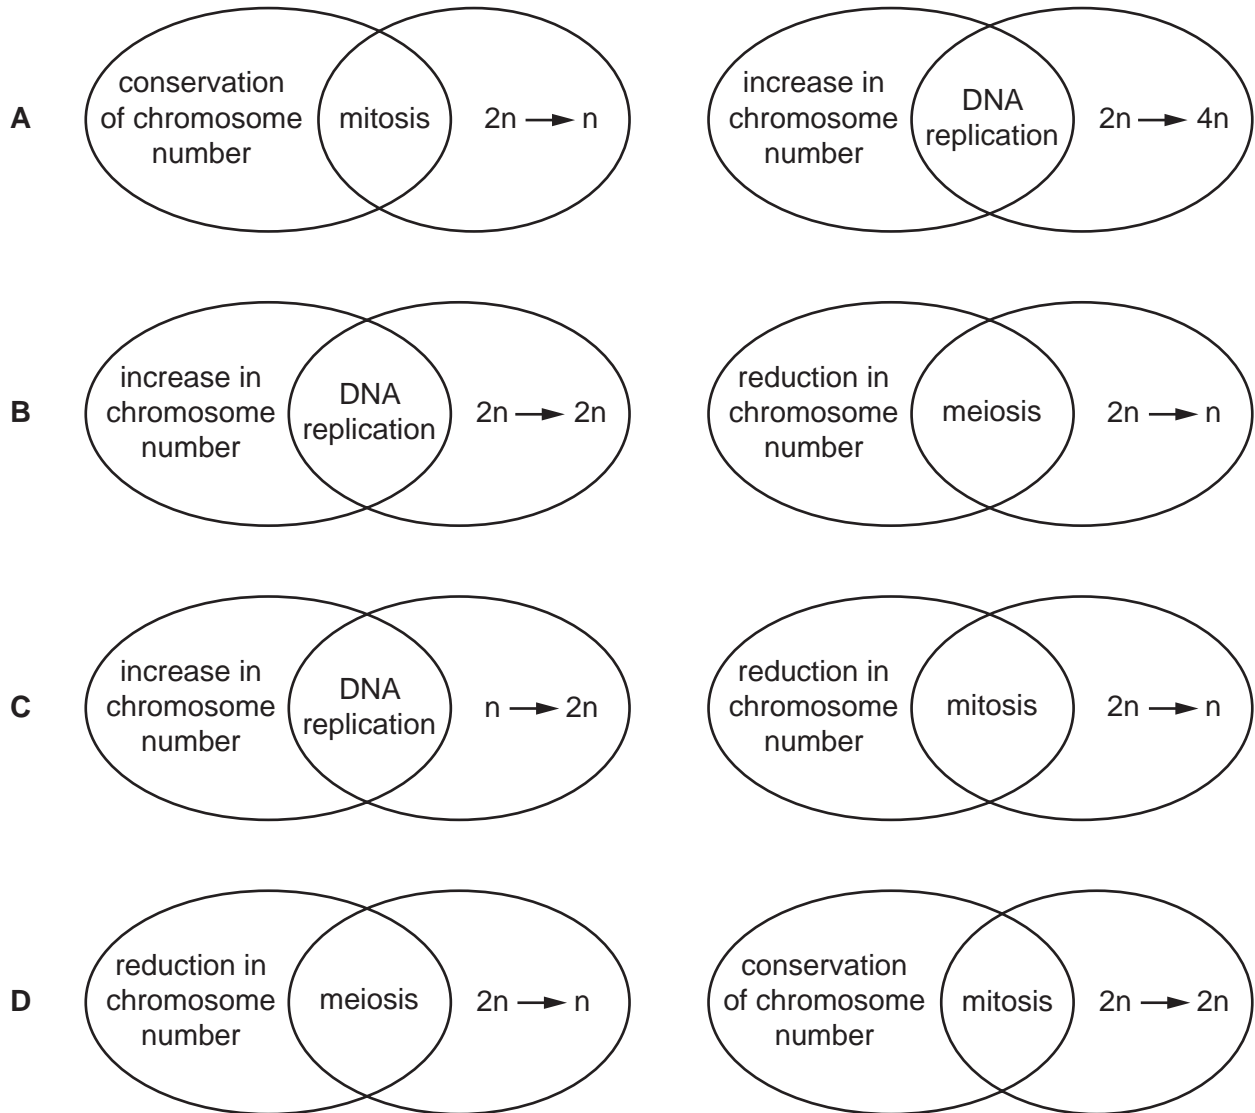 A
conservation
of chromosome
number
mitosis
2n → n
increase in
chromosome
number
DNA
replication
2n → 4n
B
increase in
chromosome
number
DNA
replication
2n → 2n
reduction in
chromosome
number
meiosis
2n → n
C
increase in
chromosome
number
DNA
replication
n → 2n
reduction in
chromosome
number
mitosis
2n → n
D
reduction in
chromosome
number
meiosis
2n → n
conservation
of chromosome
number
mitosis
2n → 2n